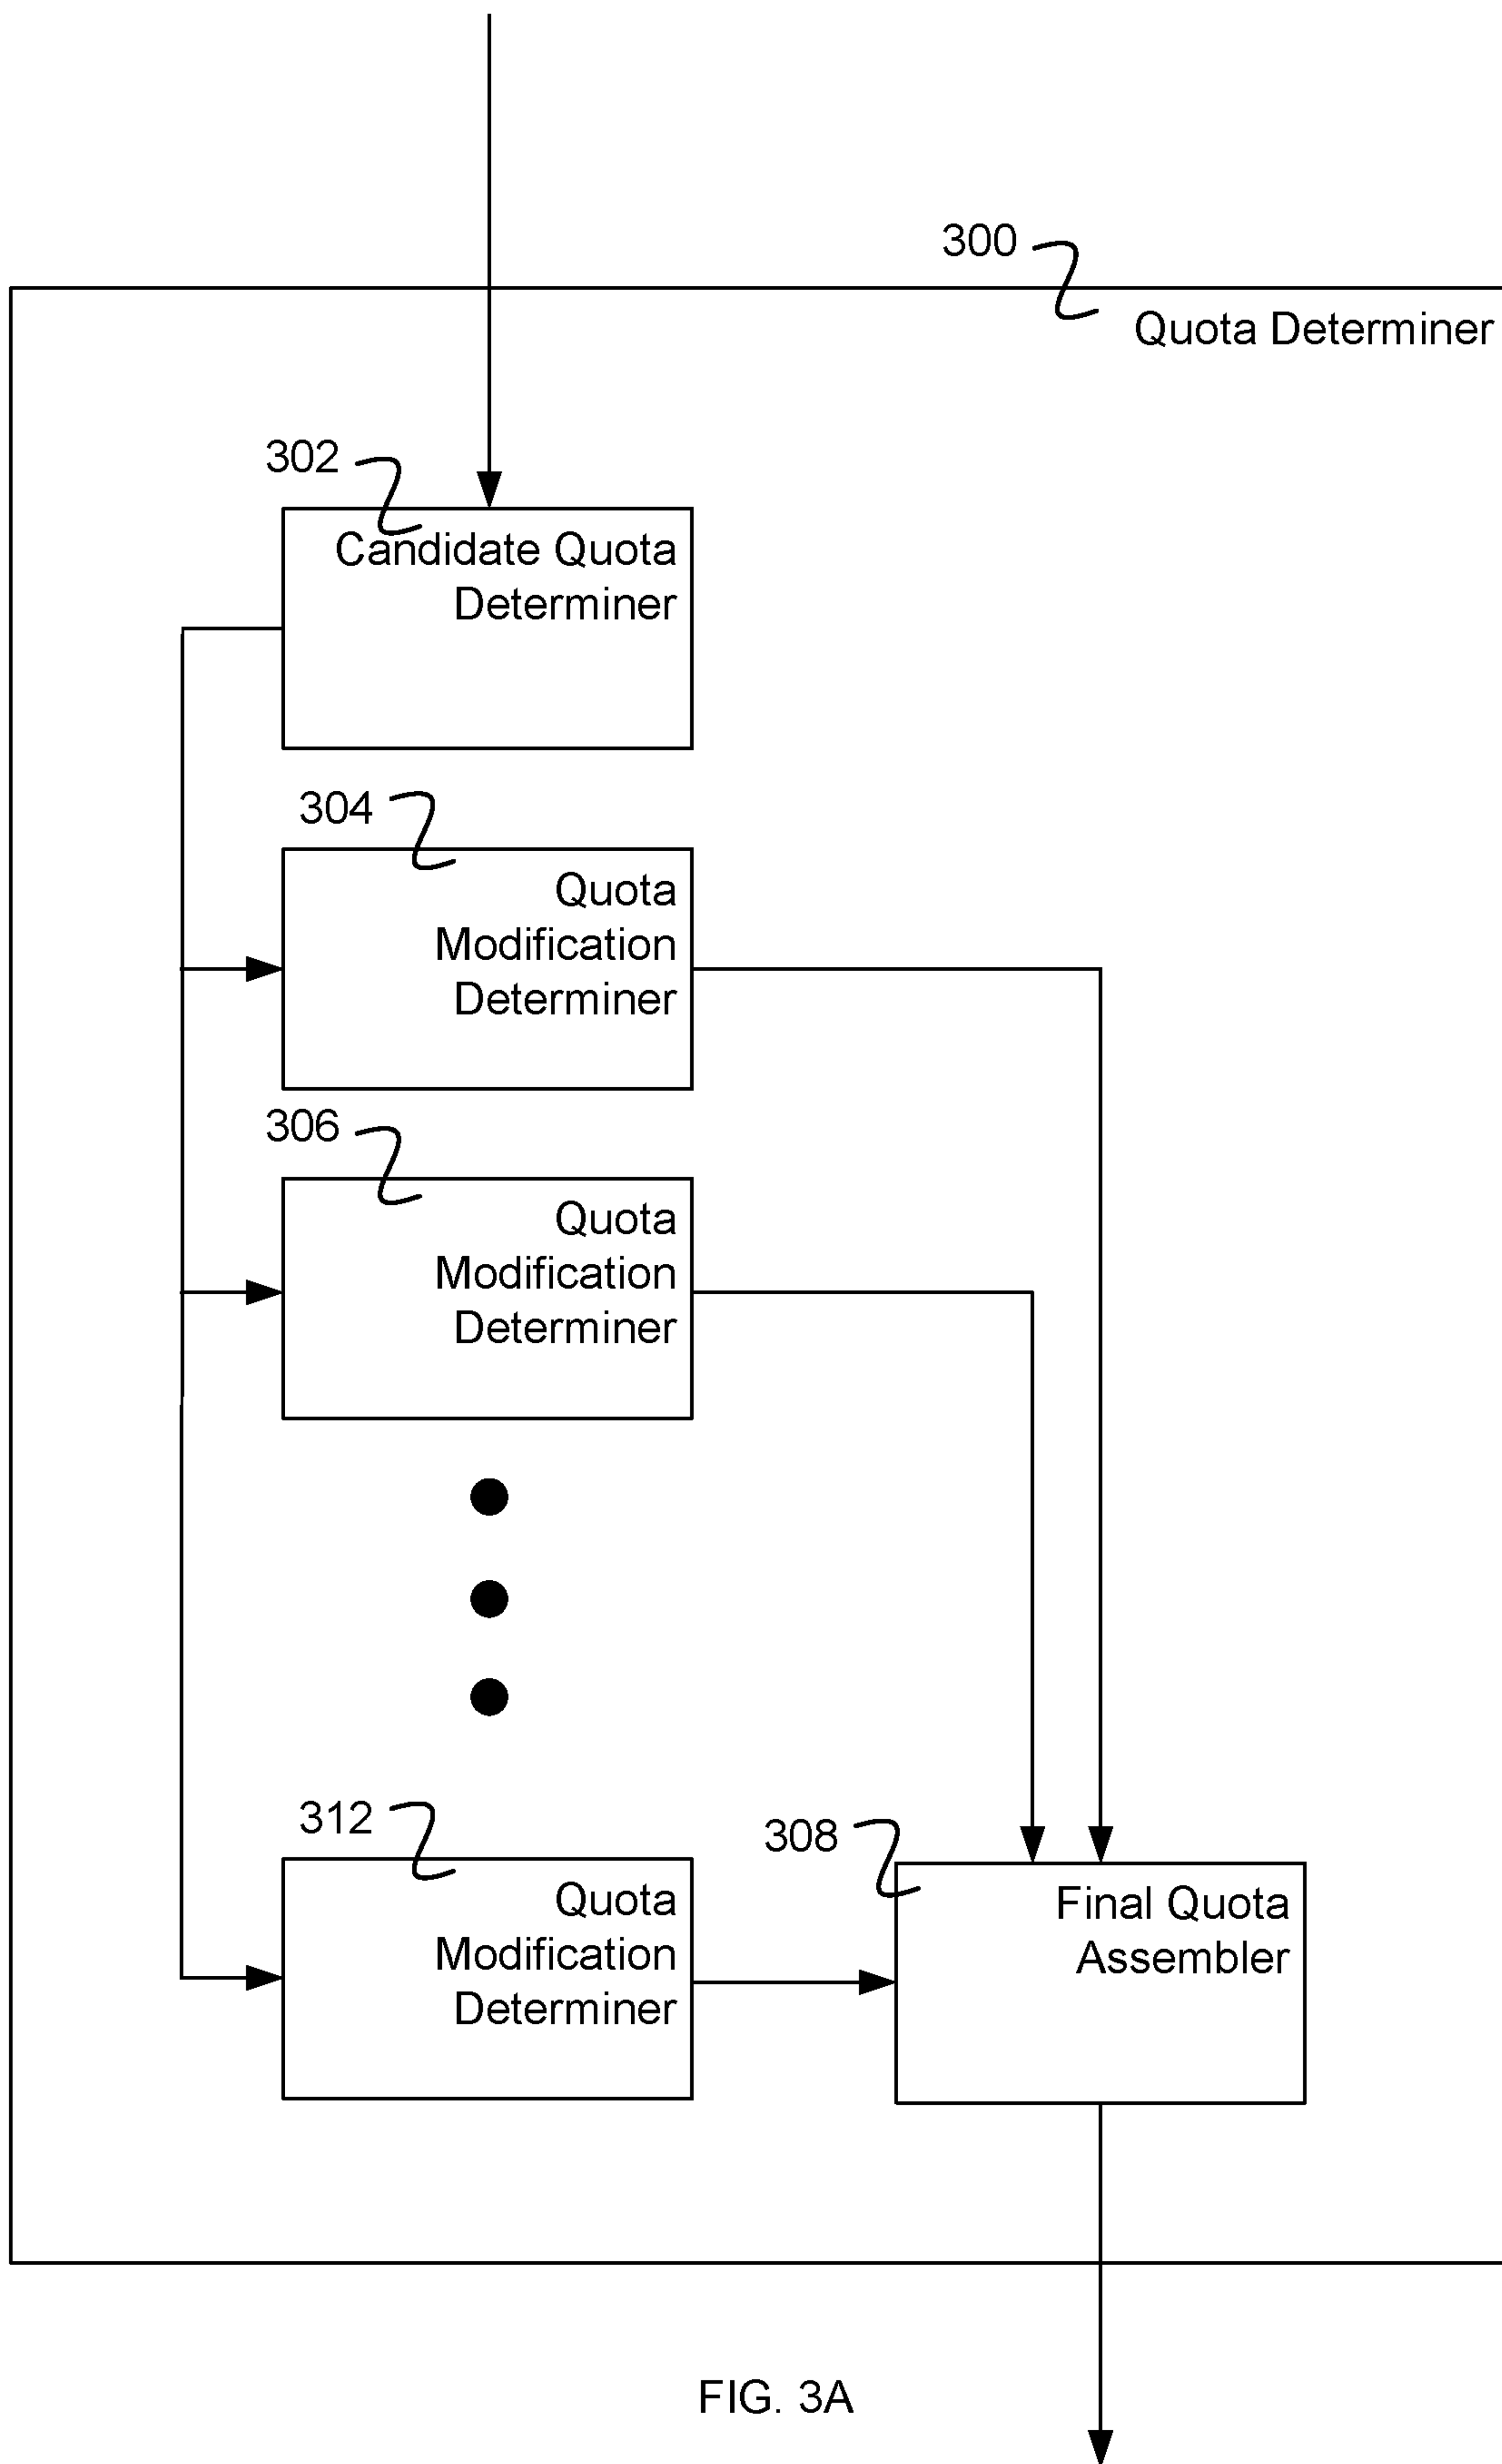 300
Quota Determiner
302
Candidate Quota
Determiner
304
Quota
Modification
Determiner
306
Quota
Modification
Determiner
312
Quota
Modification
Determiner
308
Final Quota
Assembler
FIG. 3A